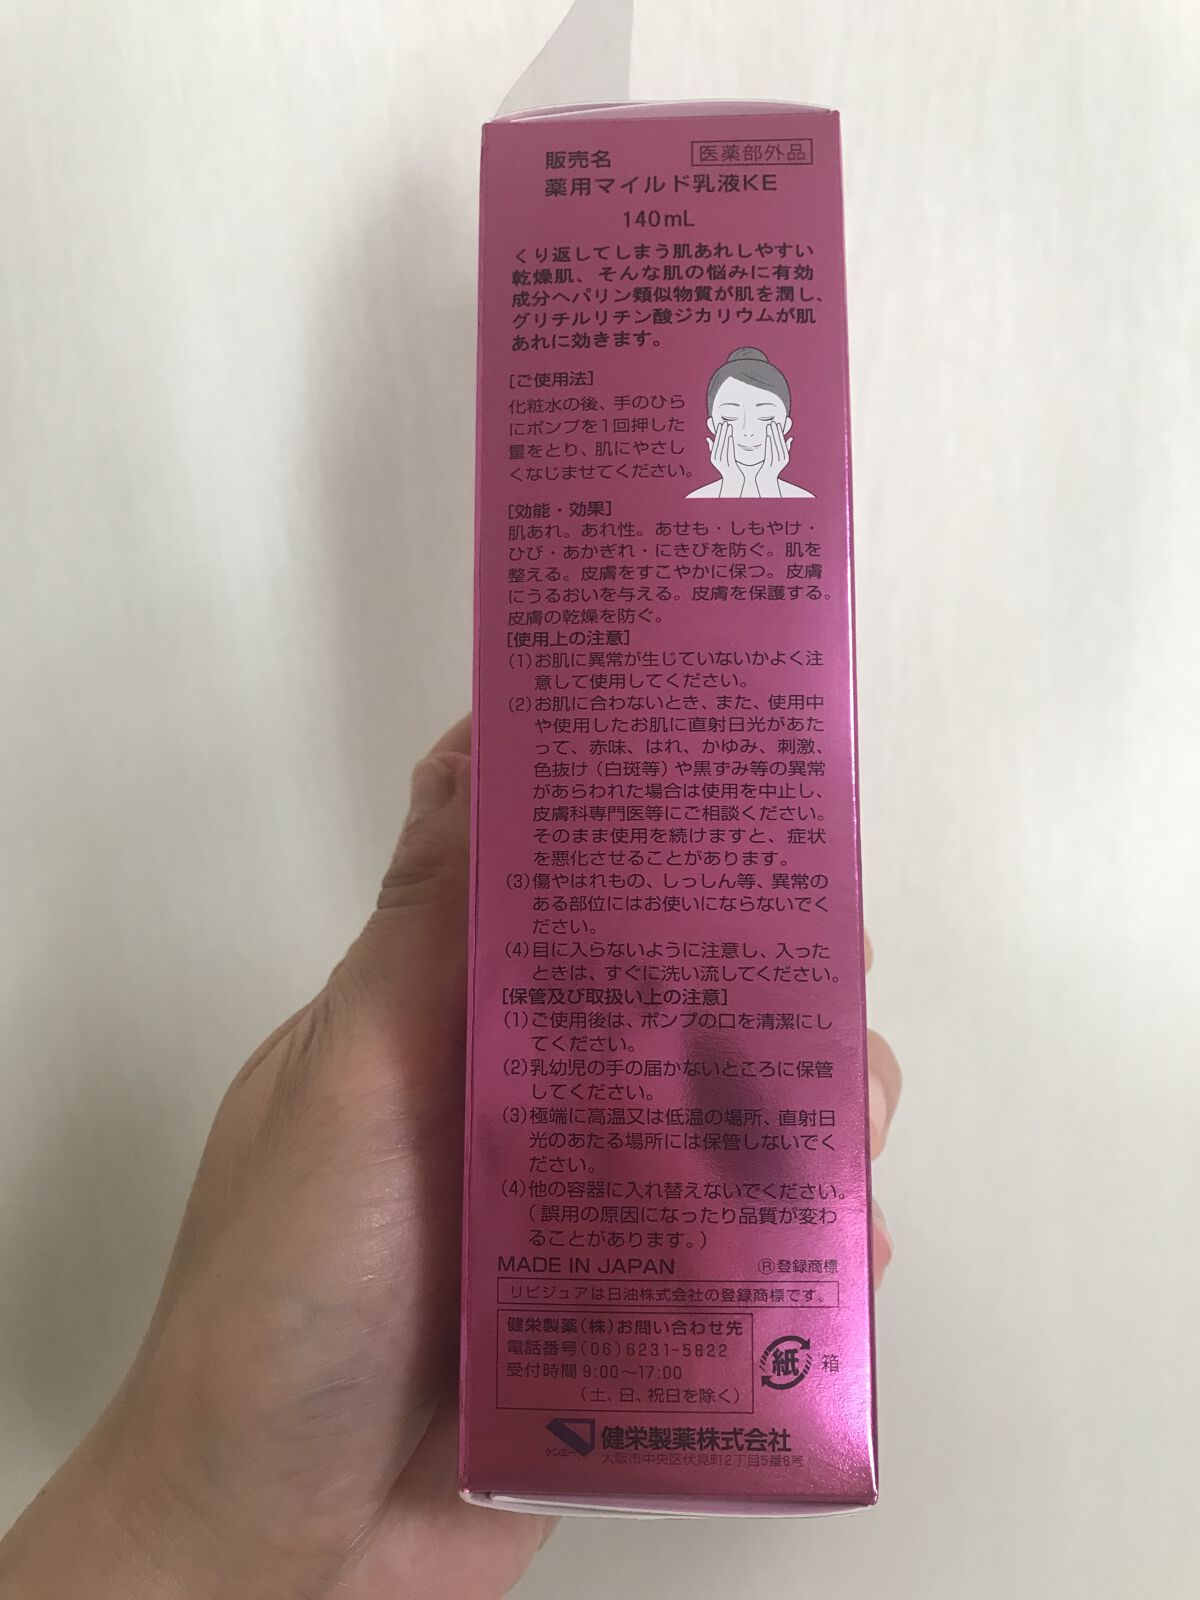 販売名
医薬部外品
薬用マイルド乳液KE
140mL
くり返してしまう肌あれしやすい
乾燥肌、そんな肌の悩みに有効
成分ヘパリン類似物質が肌を潤し、
グリチルリチン酸ジカリウムが肌
あれに効きます。
[ご使用法]
化粧水の後、手のひら
にポンプを1回押した
量をとり、肌にやさし
くなじませてください。
[効能・効果]
肌あれ。あれ性。あせも・しもやけ・
ひび・あかぎれ・にきびを防ぐ。肌を
整える。皮膚をすこやかに保つ。皮膚
にうるおいを与える。皮膚を保護する。
皮膚の乾燥を防ぐ。
[使用上の注意]
(1)お肌に異常が生じていないかよく注
意して使用してください。
(2)お肌に合わないとき、また、使用中
や使用したお肌に直射日光があた
って、赤味、はれ、かゆみ、刺激、
色抜け(白斑等)や黒ずみ等の異常
があらわれた場合は使用を中止し、
皮膚科専門医等にご相談ください。
そのまま使用を続けますと、症状
を悪化させることがあります。
(3)傷やはれもの、しっしん等、異常の
ある部位にはお使いにならないでく
ださい。
(4)目に入らないように注意し、入った
ときは、すぐに洗い流してください。
[保管及び取扱い上の注意]
(1)ご使用後は、ポンプの口を清潔にし
てください。
(2)乳幼児の手の届かないところに保管
してください。
(3)極端に高温又は低温の場所、直射日
光のあたる場所には保管しないでく
ださい。
(4)他の容器に入れ替えないでください。
(誤用の原因になったり品質が変わ
ることがあります。)
MADE IN JAPAN
®登録商標
リピジュアは日油株式会社の登録商標です。
健栄製薬(株)お問い合わせ先
電話番号(06)6231-5822
受付時間 9:00〜17:00
(土、日、祝日を除く)
紙 箱
ケンエー 健栄製薬株式会社
大阪市中央区伏見町2丁目5番8号